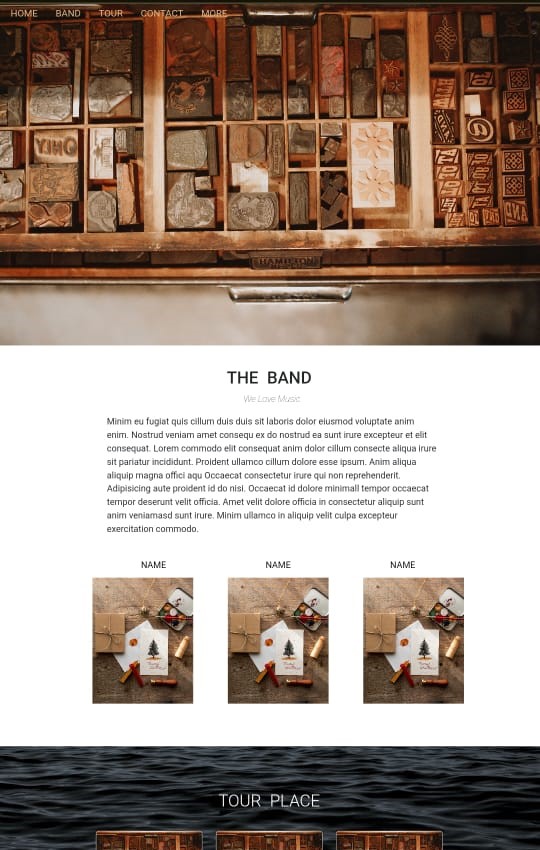 HOME BAND TOUR CONTACT MORE
HAMILTON
THE BAND
We Love Music
Minim eu fugiat quis cillum duis duis sit laboris dolor eiusmod voluptate anim
enim. Nostrud veniam amet consequ ex do nostrud ea sunt irure excepteur et elit
consequat. Lorem commodo elit consequat anim dolor cillum consecte aliqua irure
sit pariatur incididunt. Proident ullamco cillum dolore esse ipsum. Anim aliqua
aliquip magna offici aqu Occaecat consectetur irure qui non reprehenderit.
Adipisicing aute proident id do nisi. Occaecat id dolore minimall tempor occaecat
tempor deserunt velit officia. Amet velit dolore officia in consectetur aliquip sunt
anim veniamasd sunt irure. Minim ullamco in aliquip velit culpa excepteur
exercitation commodo.
NAME NAME NAME
TOUR PLACE